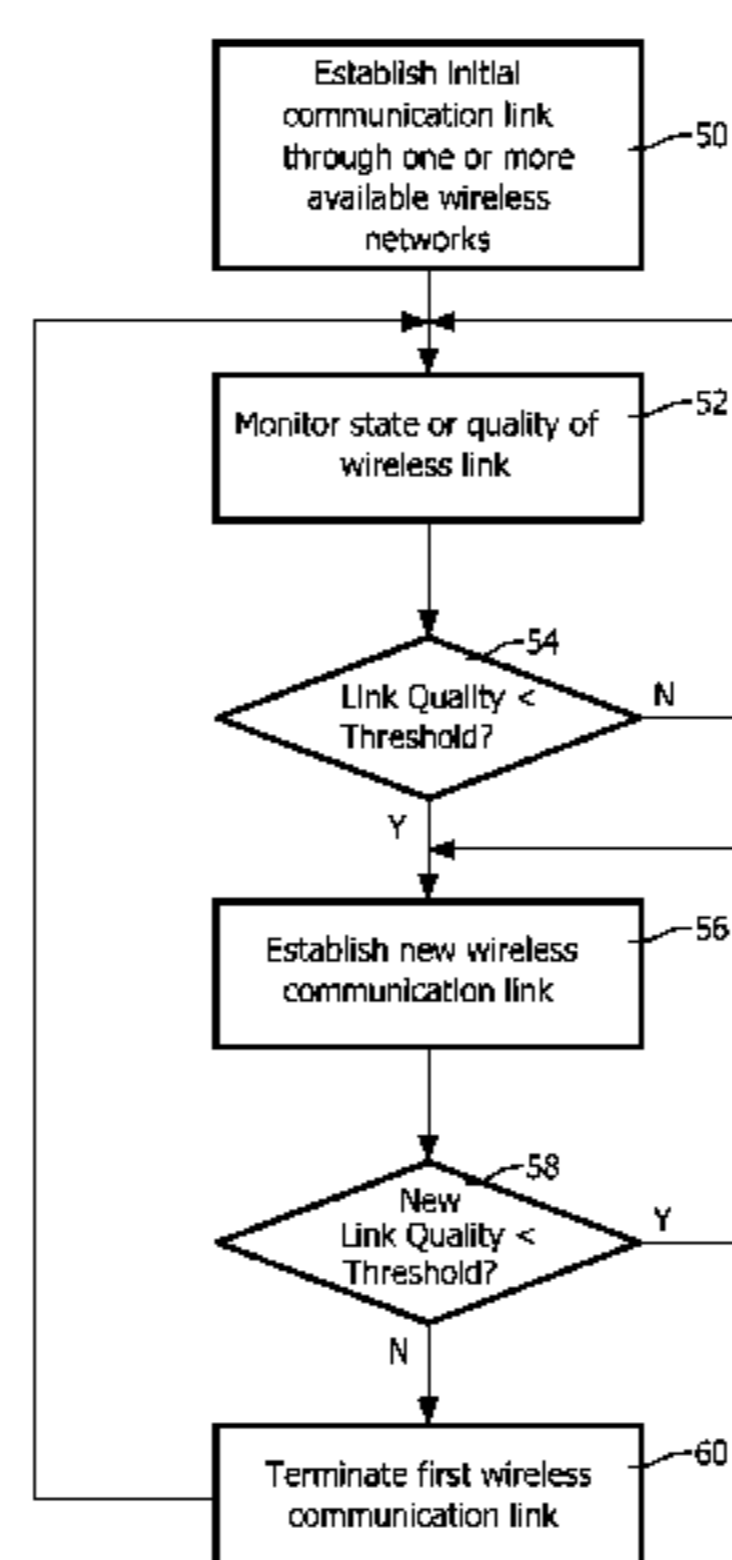 Establish initial
communication link
through one or more
available wireless
networks
50
Monitor state or quality of
wireless link
52
54
Link Quality <
Threshold?
N
Y
Establish new wireless
communication link
56
58
New
Link Quality <
Threshold?
Y
N
Terminate first wireless
communication link
60